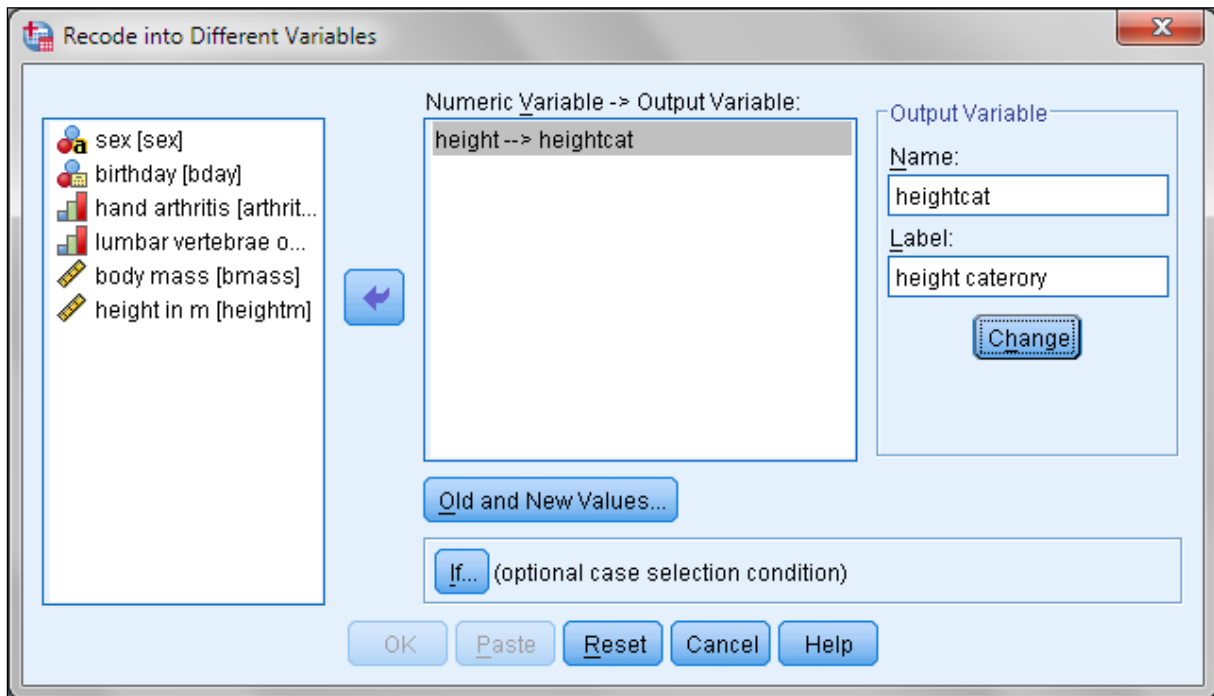 Recode into Different Variables
sex [sex]
birthday [bday]
hand arthritis [arthrit...
lumbar vertebrae o...
body mass [bmass]
height in m [heightm]
Numeric Variable -> Output Variable:
height --> heightcat
Output Variable
Name:
heightcat
Label:
height caterory
Change
Old and New Values...
If... (optional case selection condition)
OK Paste Reset Cancel Help